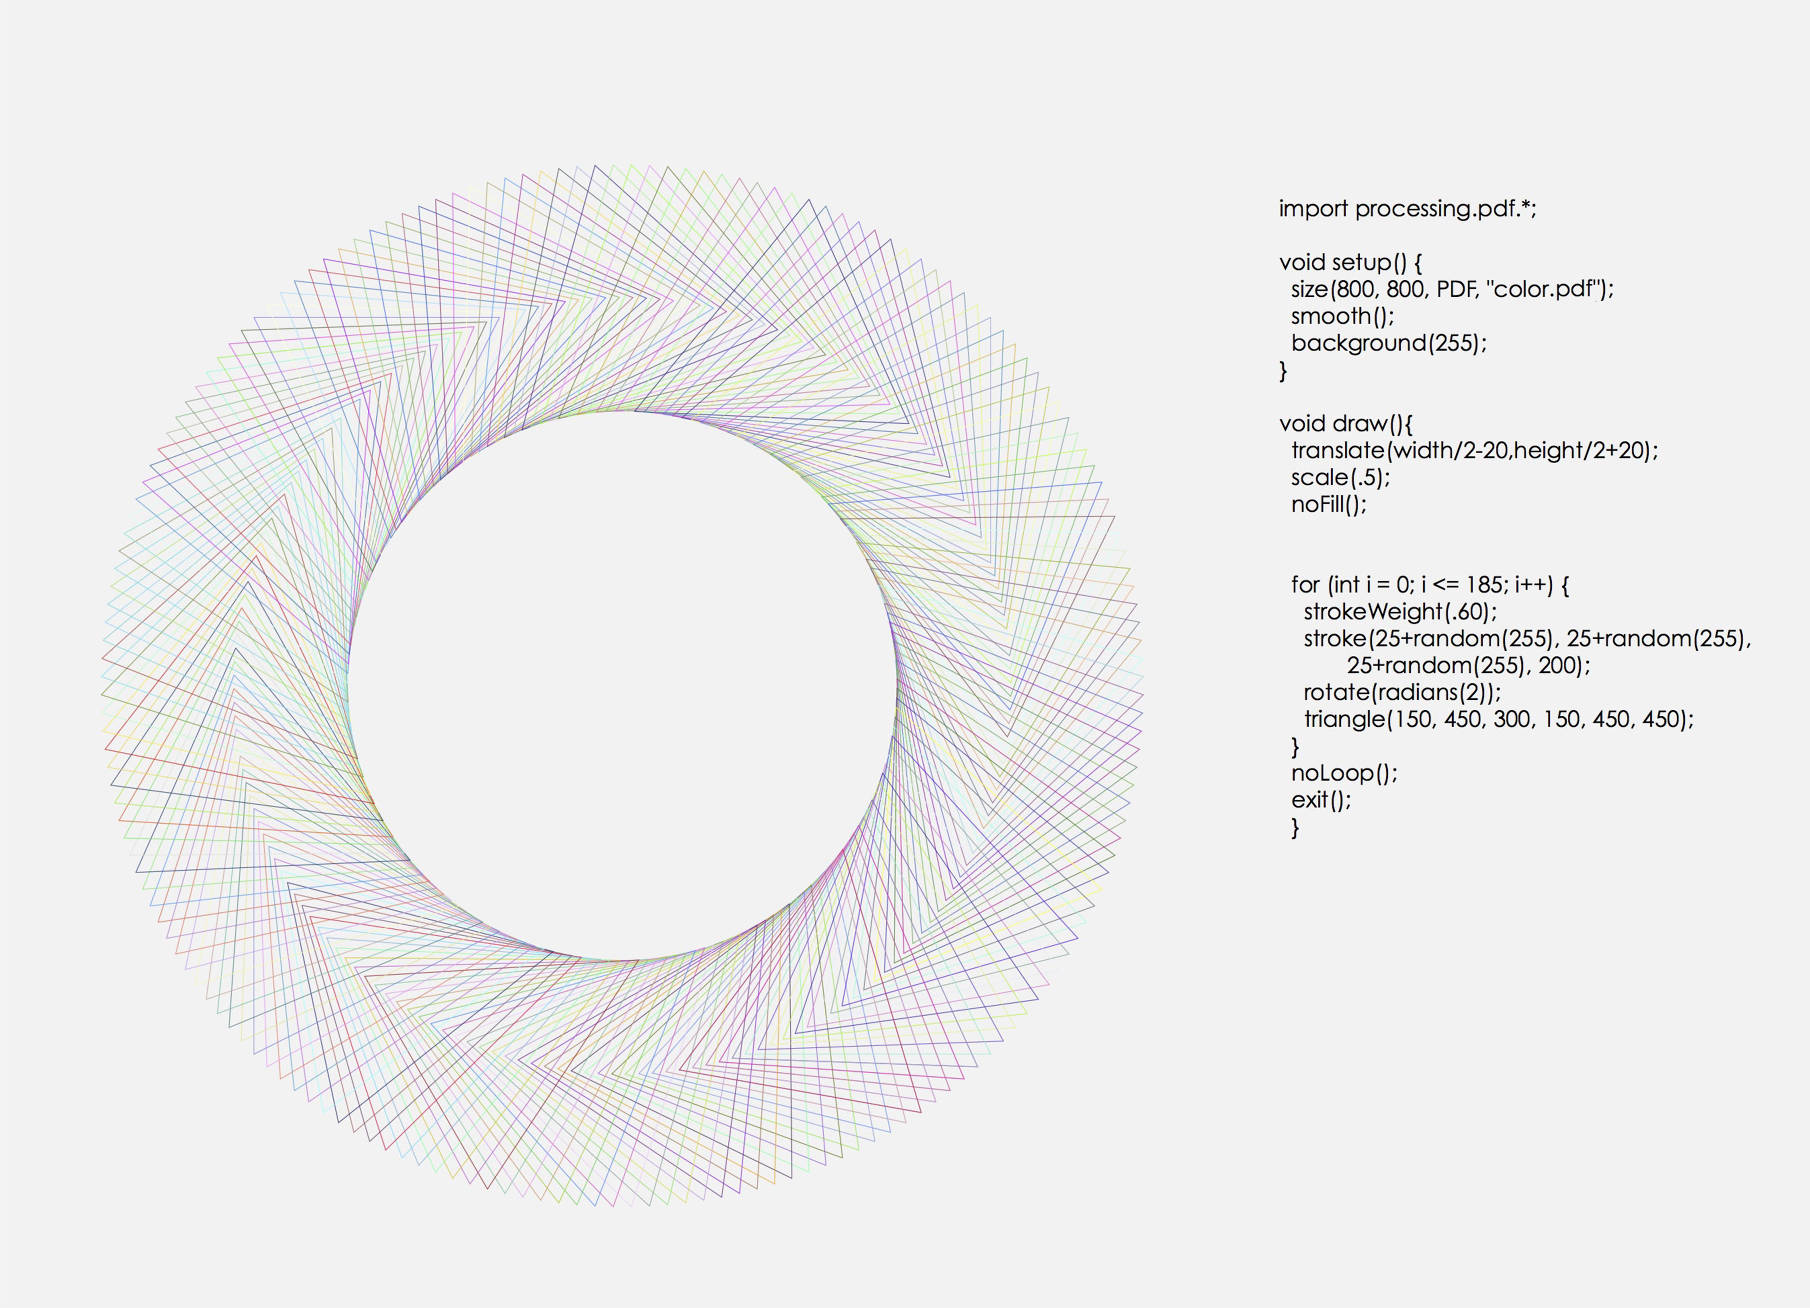 import processing.pdf.*;
void setup() {
size(800, 800, PDF, "color.pdf");
smooth();
background(255);
}
void draw(){
translate(width/2-20,height/2+20);
scale(.5);
noFill();
for (int i = 0; i <= 185; i++) {
strokeWeight(.60);
stroke(25+random(255), 25+random(255),
25+random(255), 200);
rotate(radians(2));
triangle(150, 450, 300, 150, 450, 450);
}
noLoop();
exit();
}